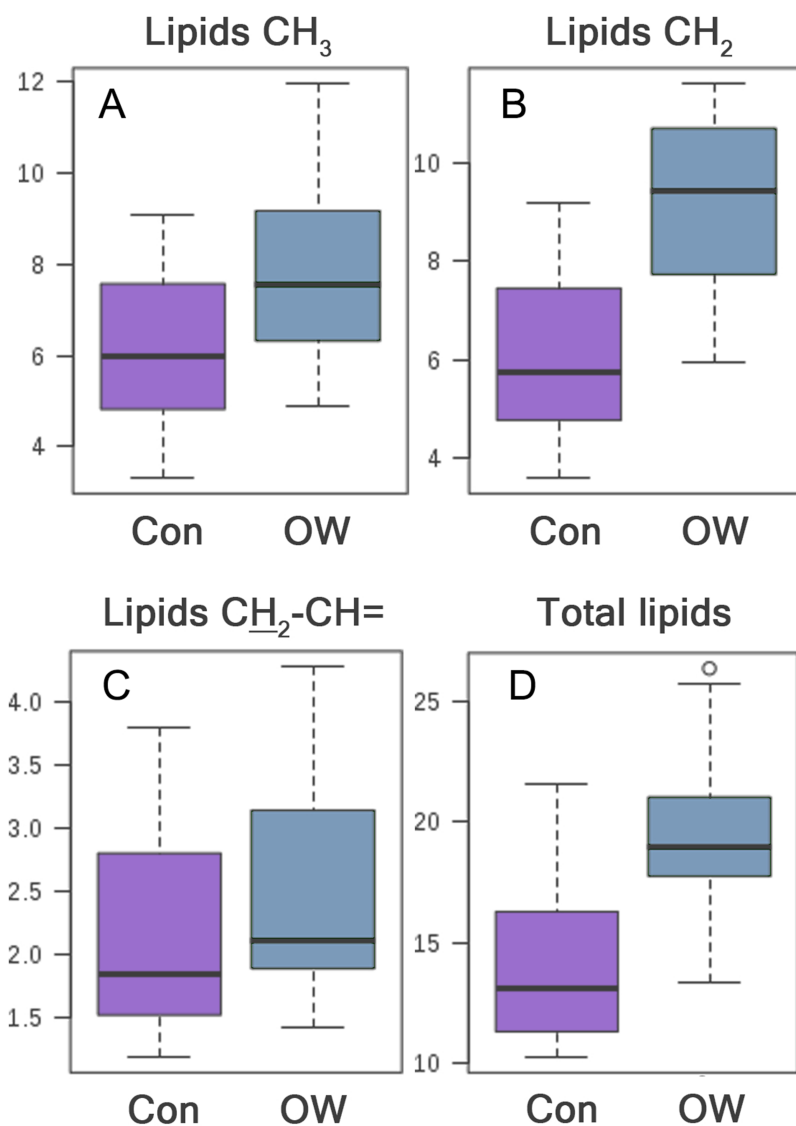 Lipids CH3
Lipids CH2
A
B
12
10
8
6
4
10
8
6
4
Con
OW
Con
OW
Lipids CH2-CH=
Total lipids
C
D
4.0
3.5
3.0
2.5
2.0
1.5
25
20
15
10
Con
OW
Con
OW